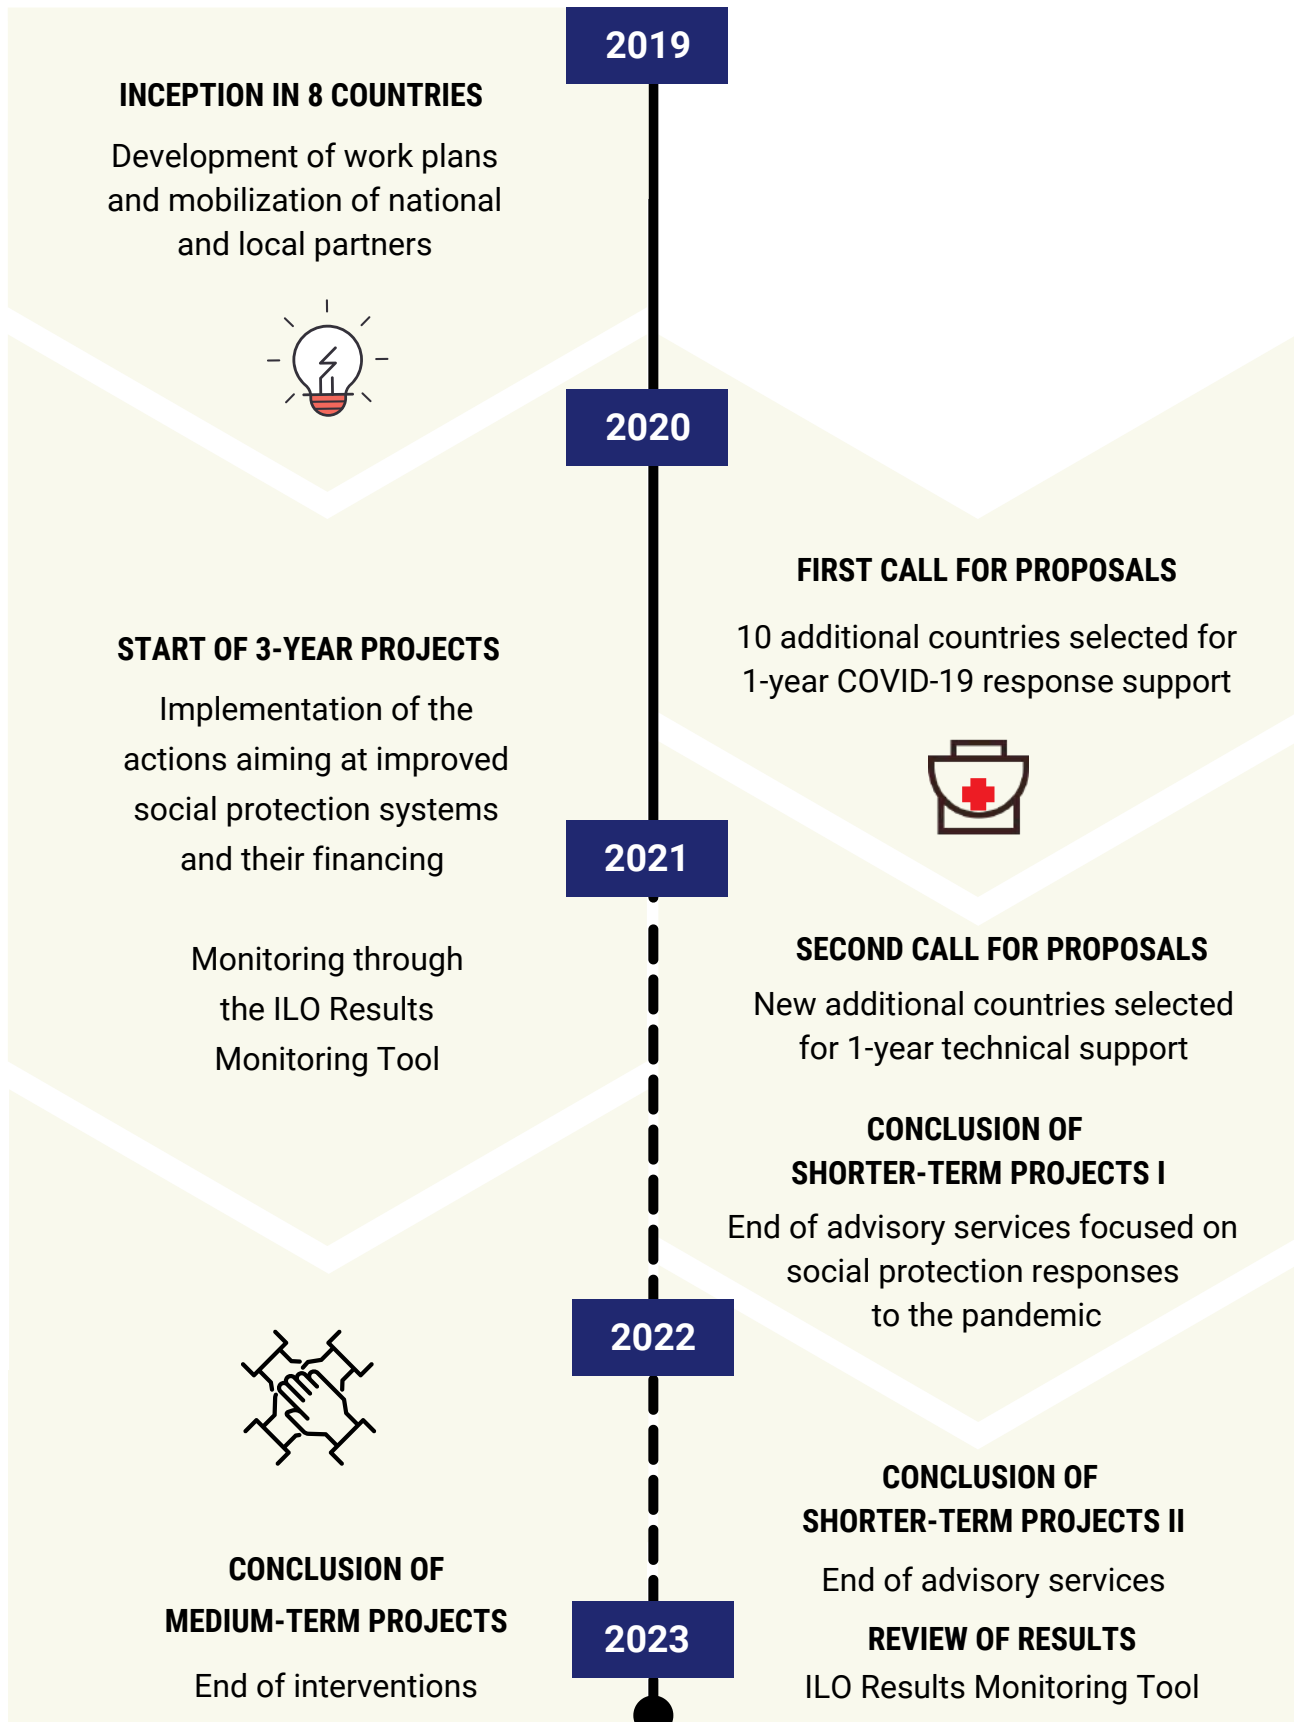 2019
INCEPTION IN 8 COUNTRIES
Development of work plans
and mobilization of national
and local partners
2020
FIRST CALL FOR PROPOSALS
10 additional countries selected for
1-year COVID-19 response support
START OF 3-YEAR PROJECTS
Implementation of the
actions aiming at improved
social protection systems
and their financing
Monitoring through
the ILO Results
Monitoring Tool
2021
SECOND CALL FOR PROPOSALS
New additional countries selected
for 1-year technical support
CONCLUSION OF
SHORTER-TERM PROJECTS I
End of advisory services focused on
social protection responses
to the pandemic
2022
CONCLUSION OF
SHORTER-TERM PROJECTS II
End of advisory services
CONCLUSION OF
MEDIUM-TERM PROJECTS
End of interventions
2023
REVIEW OF RESULTS
ILO Results Monitoring Tool